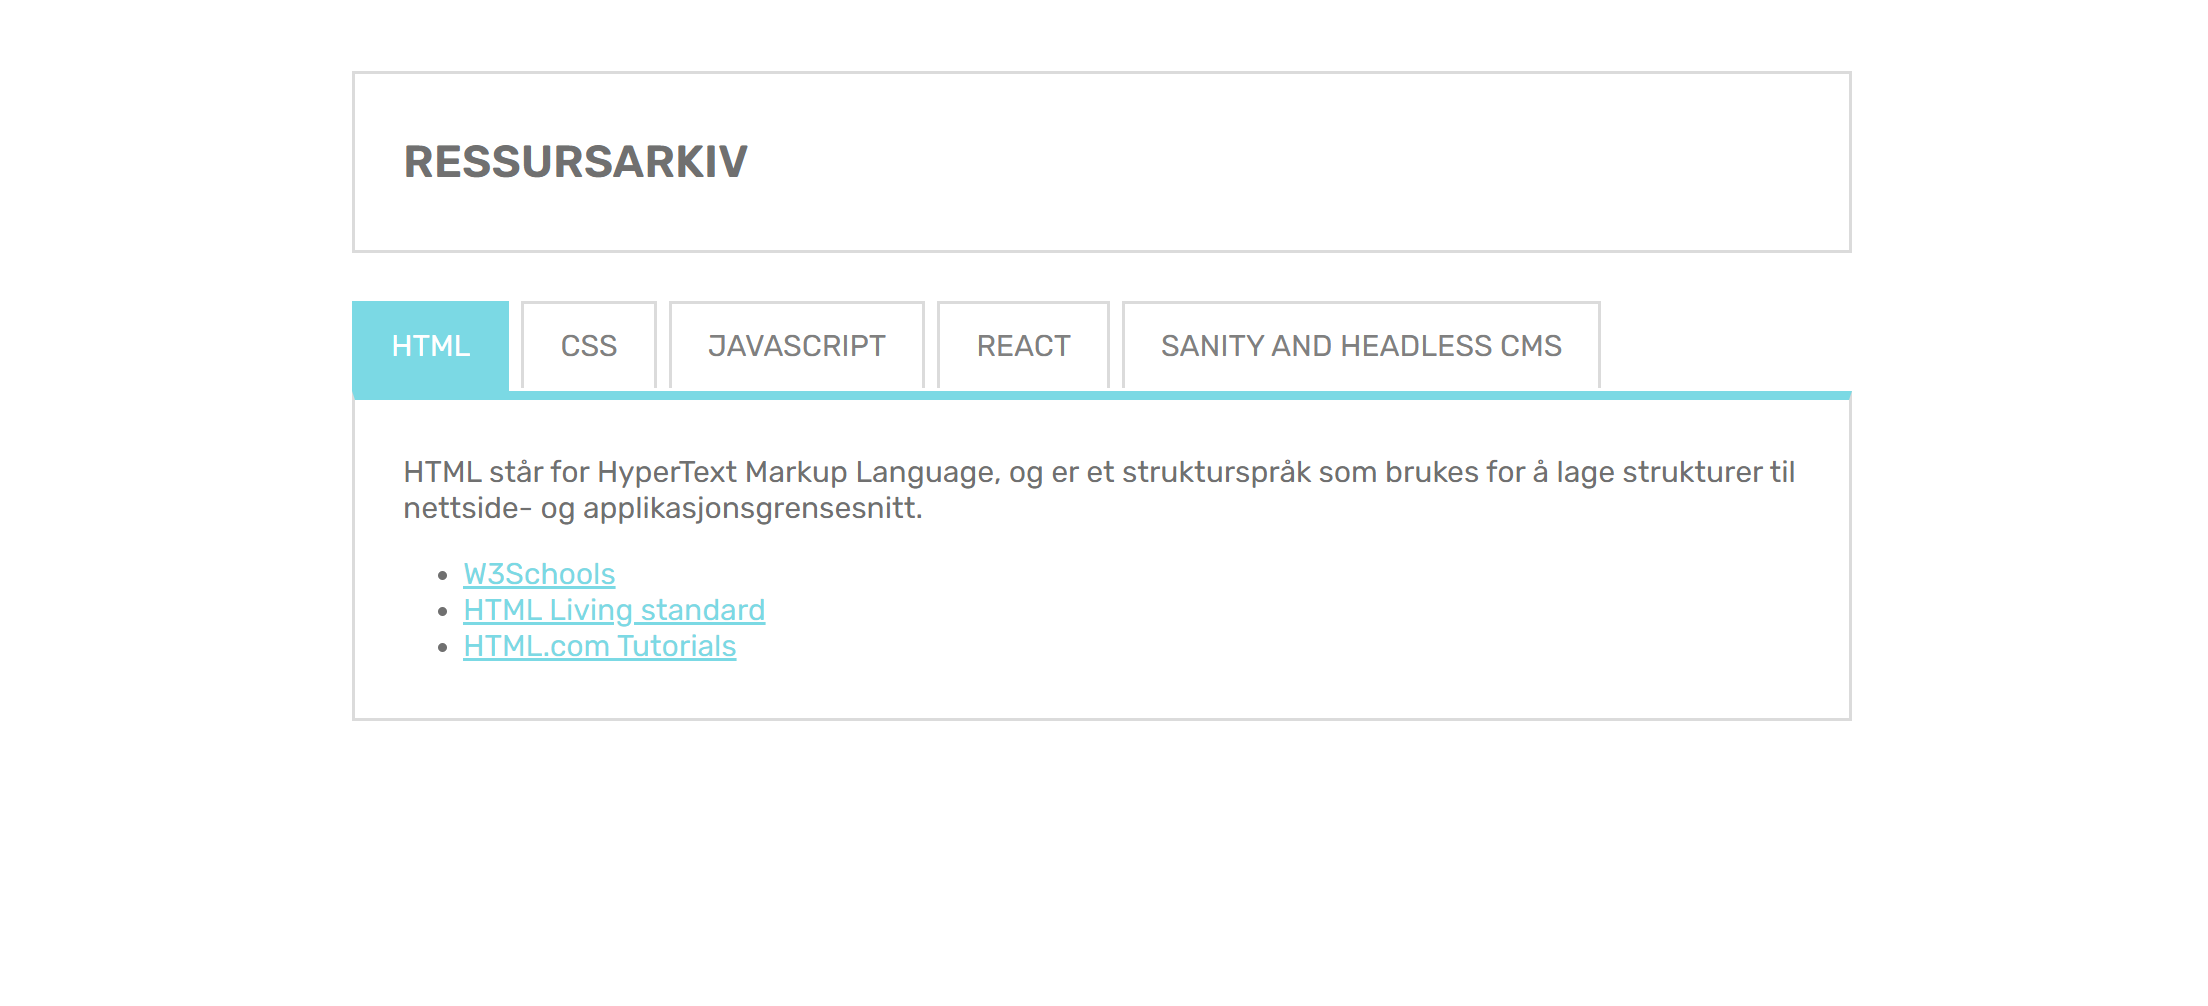 RESSURSARKIV
HTML CSS JAVASCRIPT REACT SANITY AND HEADLESS CMS
HTML står for HyperText Markup Language, og er et strukturspråk som brukes for å lage strukturer til
nettside- og applikasjonsgrensesnitt.
W3Schools
HTML Living standard
HTML.com Tutorials